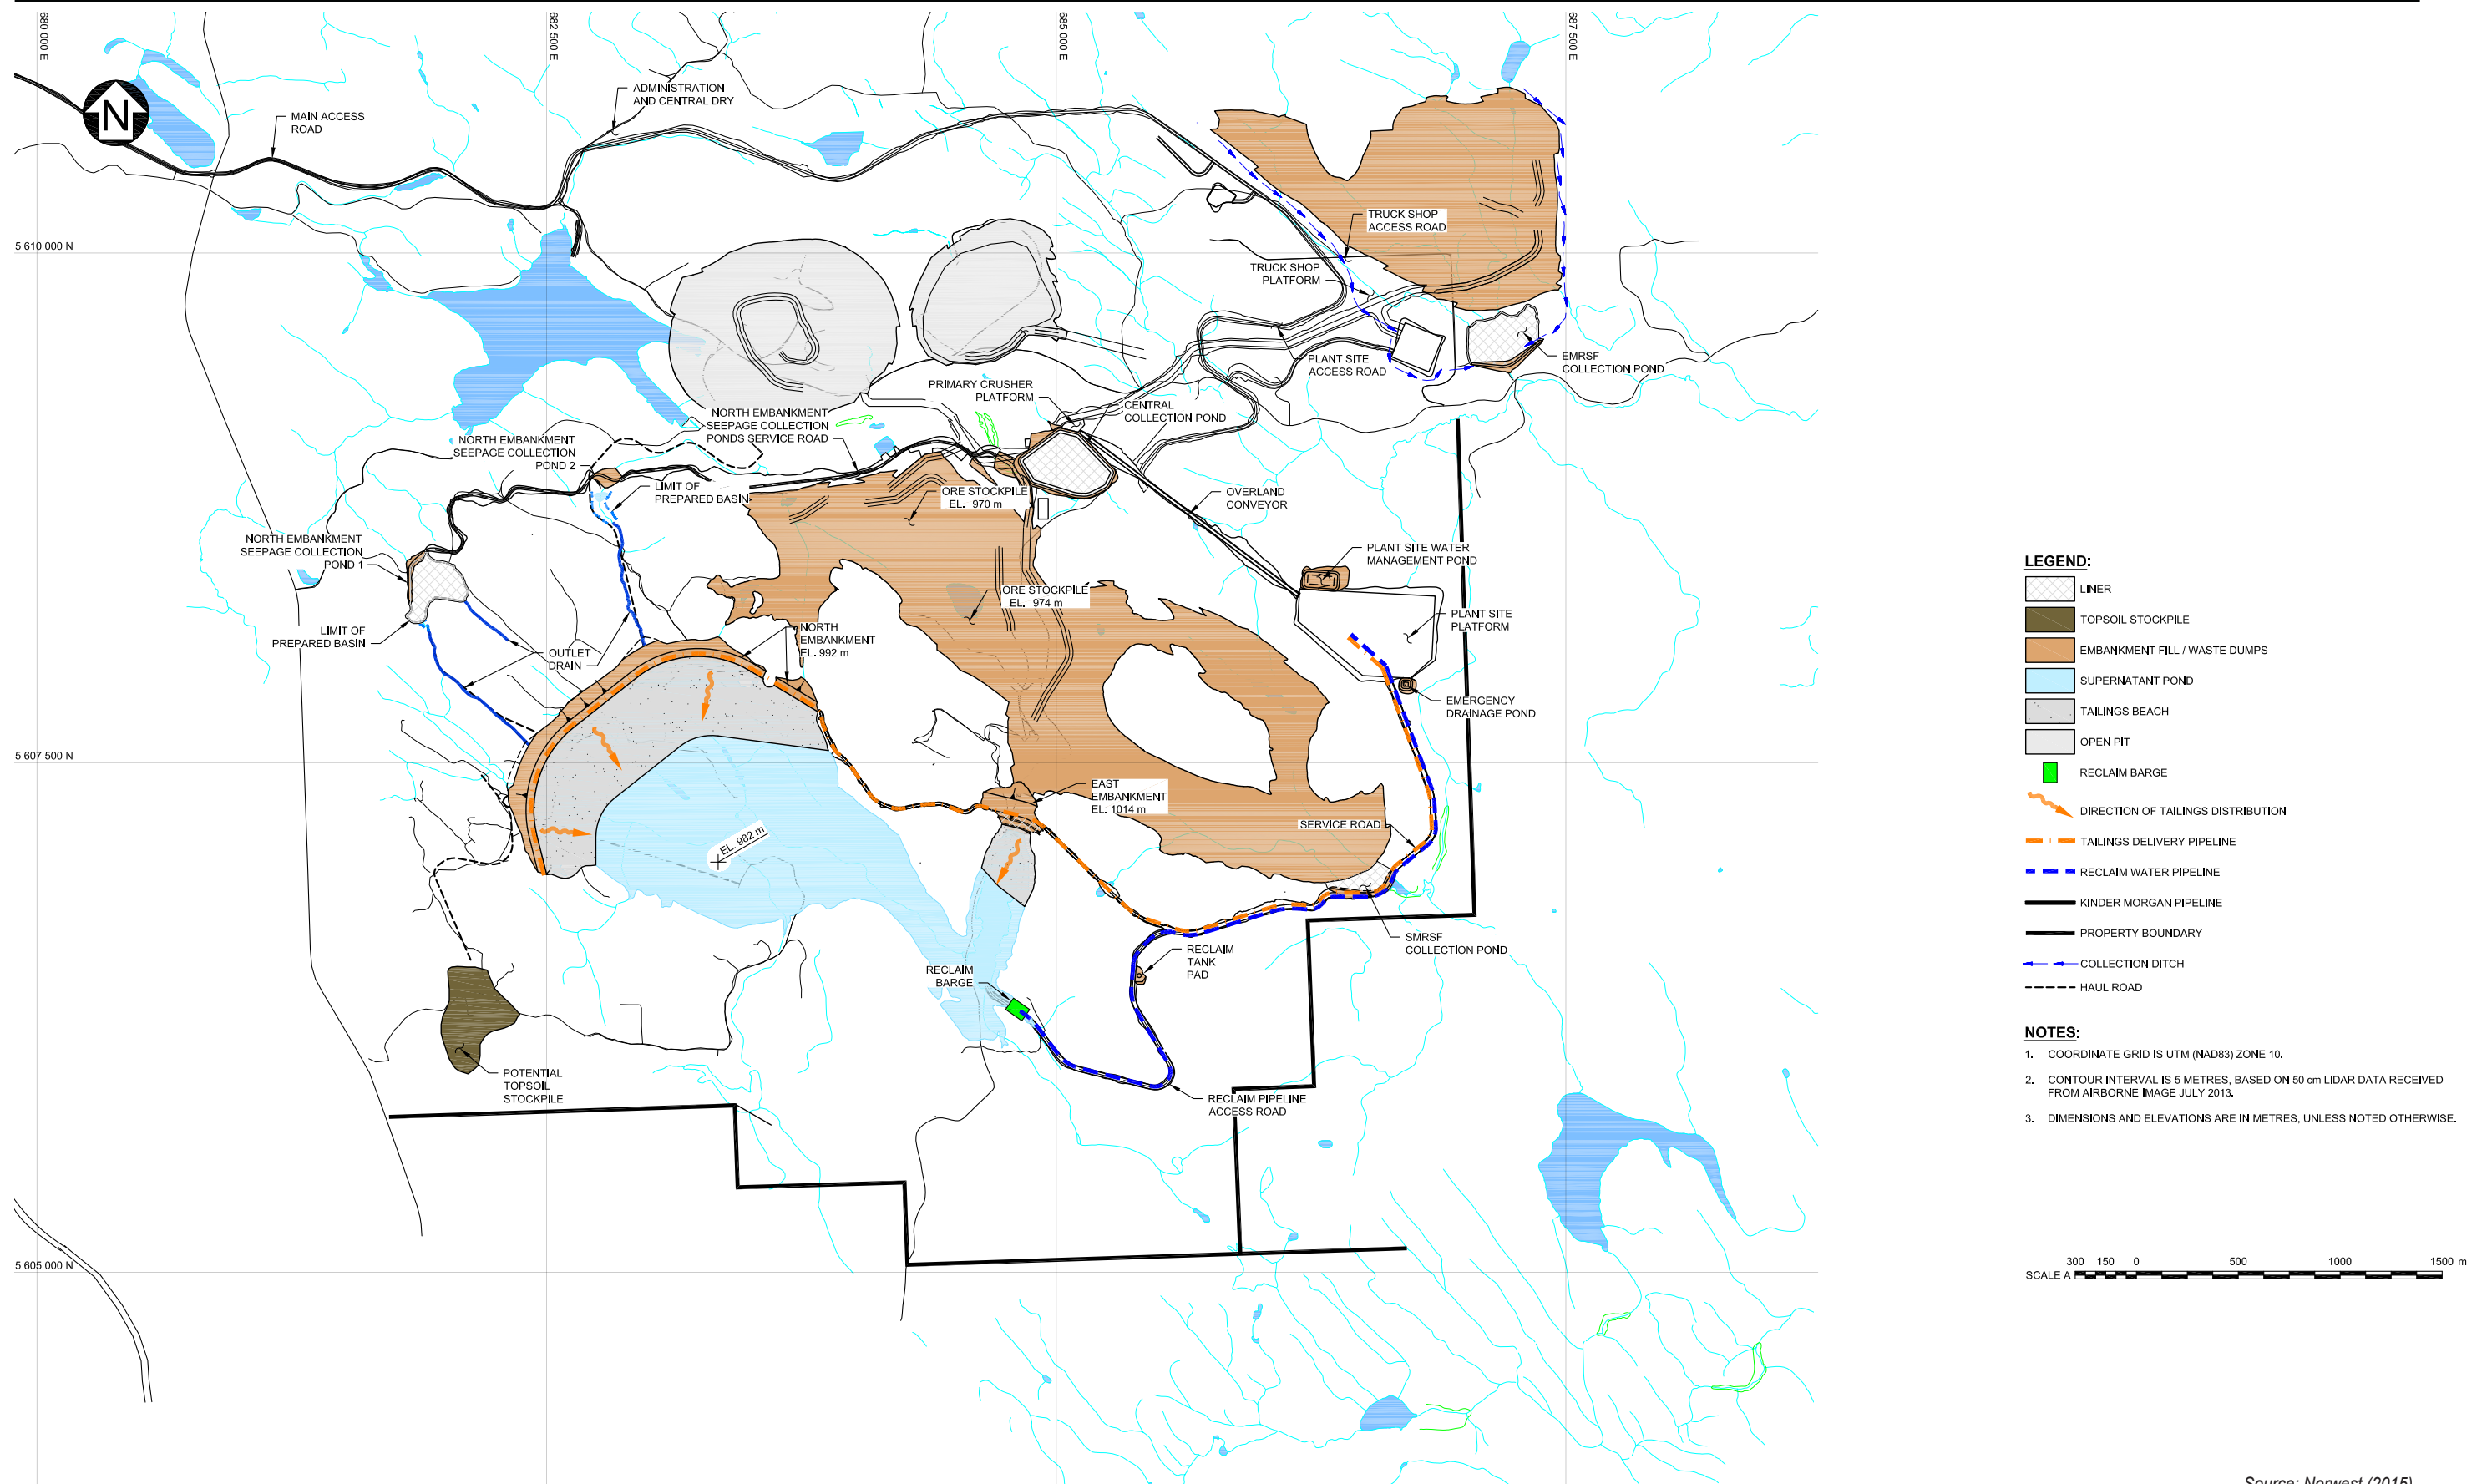 680 000 E
682 500 E
685 000 E
687 500 E
N
MAIN ACCESS
ROAD
ADMINISTRATION
AND CENTRAL DRY
TRUCK SHOP
ACCESS ROAD
5 610 000 N
TRUCK SHOP
PLATFORM
PLANT SITE
ACCESS ROAD
EMRSF
COLLECTION POND
PRIMARY CRUSHER
PLATFORM
CENTRAL
COLLECTION POND
NORTH EMBANKMENT
SEEPAGE COLLECTION
PONDS SERVICE ROAD
NORTH EMBANKMENT
SEEPAGE COLLECTION
POND 2
LIMIT OF
PREPARED BASIN
ORE STOCKPILE
EL. 970 m
OVERLAND
CONVEYOR
NORTH EMBANKMENT
SEEPAGE COLLECTION
POND 1
PLANT SITE WATER
MANAGEMENT POND
ORE STOCKPILE
EL. 974 m
PLANT SITE
PLATFORM
LIMIT OF
PREPARED BASIN
OUTLET
DRAIN
NORTH
EMBANKMENT
EL. 992 m
EMERGENCY
DRAINAGE POND
5 607 500 N
EAST
EMBANKMENT
EL. 1014 m
SERVICE ROAD
EL. 982 m
SMRSF
COLLECTION POND
RECLAIM
TANK
PAD
RECLAIM
BARGE
POTENTIAL
TOPSOIL
STOCKPILE
RECLAIM PIPELINE
ACCESS ROAD
5 605 000 N
LEGEND:
LINER
TOPSOIL STOCKPILE
EMBANKMENT FILL / WASTE DUMPS
SUPERNATANT POND
TAILINGS BEACH
OPEN PIT
RECLAIM BARGE
DIRECTION OF TAILINGS DISTRIBUTION
TAILINGS DELIVERY PIPELINE
RECLAIM WATER PIPELINE
KINDER MORGAN PIPELINE
PROPERTY BOUNDARY
COLLECTION DITCH
HAUL ROAD
NOTES:
1. COORDINATE GRID IS UTM (NAD83) ZONE 10.
2. CONTOUR INTERVAL IS 5 METRES, BASED ON 50 cm LIDAR DATA RECEIVED
FROM AIRBORNE IMAGE JULY 2013.
3. DIMENSIONS AND ELEVATIONS ARE IN METRES, UNLESS NOTED OTHERWISE.
300 150 0 500 1000 1500 m
SCALE A
Source: Norwest (2015)